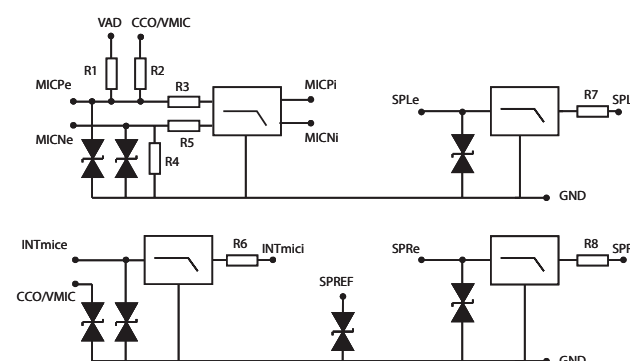 VAD CCO/VMIC
R1 R2
MICPe R3 MICPi
MICNe R5 MICNi
R4
SPLe R7
GND
INTmice R6 INTmici
CCO/VMIC
SPREF
SPRe R8
GND